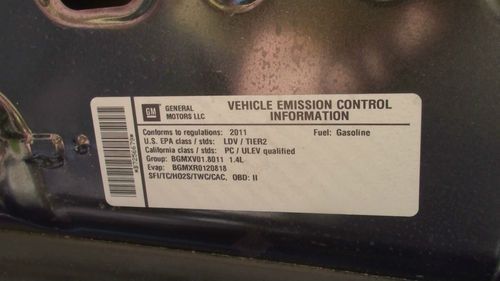 GM
GENERAL MOTORS LLC
VEHICLE EMISSION CONTROL INFORMATION
Conforms to regulations: 2011 Fuel: Gasoline
U.S. EPA class / stds: LDV / TIER2
California class / stds: PC / ULEV qualified
Group: BGMXV01.8011 1.4L
Evap: BGMXR0120818
SFI/TC/HO2S/TWC/CAC, OBD: II